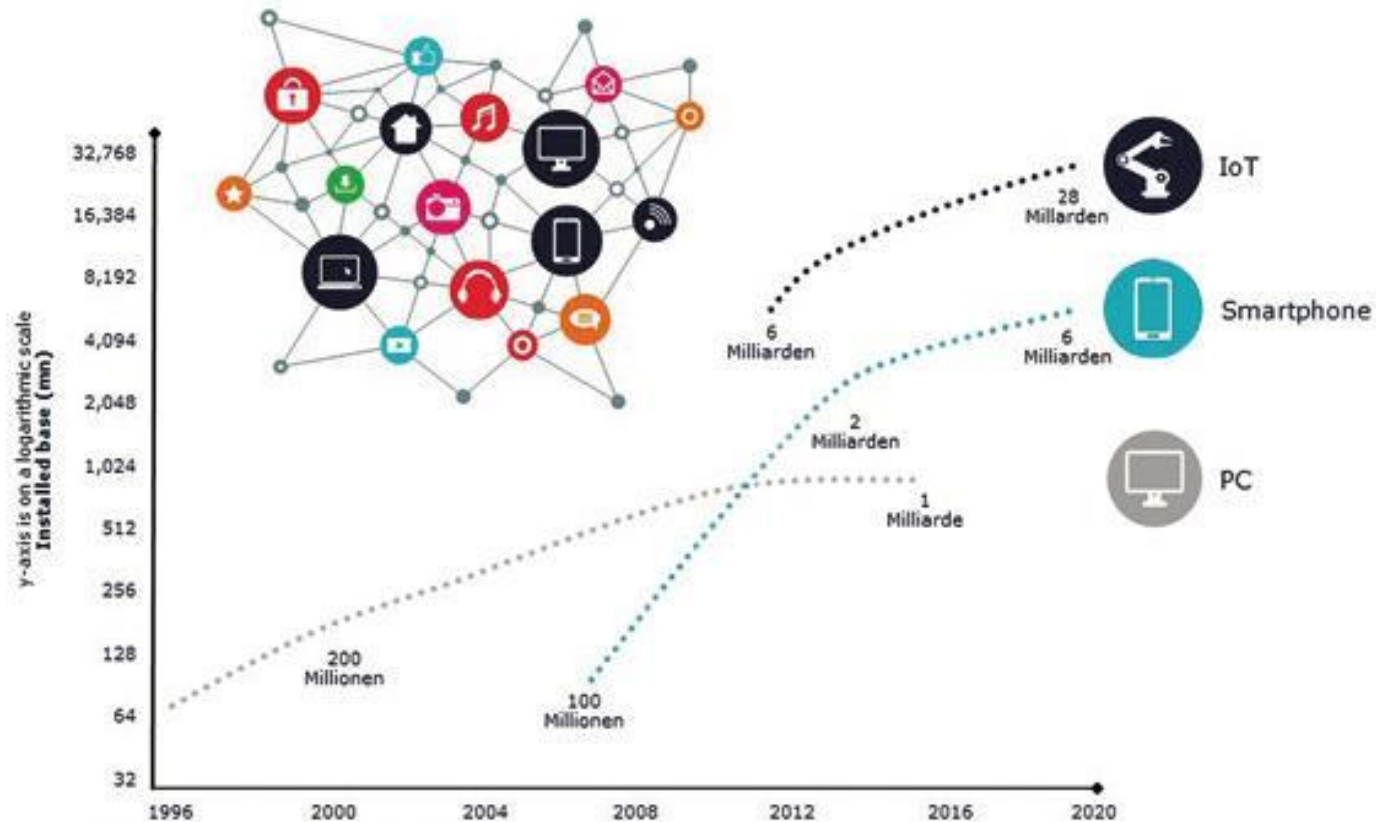 32,768
16,384
8,192
4,094
2,048
1,024
512
256
128
64
32
y-axis is on a logarithmic scale
Installed base (mn)
1996
2000
2004
2008
2012
2016
2020
IoT
28
Millarden
6
Milliarden
Smartphone
6
Milliarden
2
Milliarden
PC
1
Milliarde
200
Millionen
100
Millionen